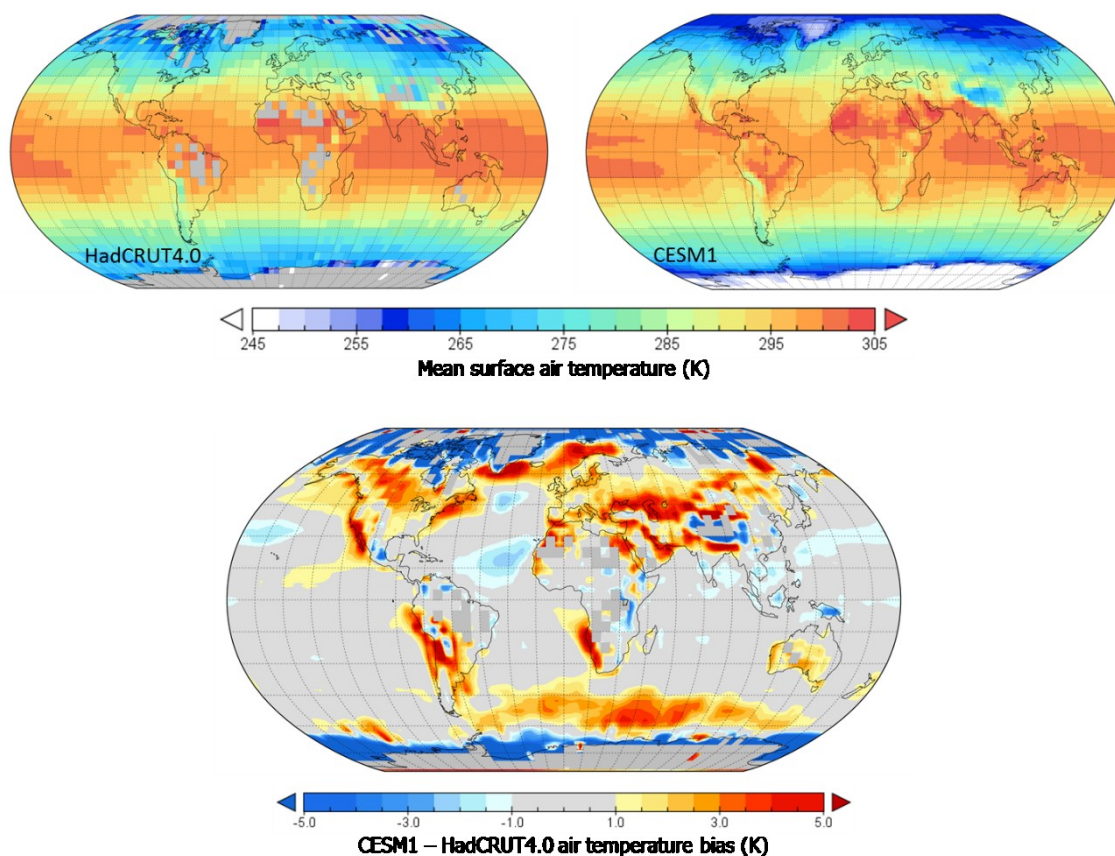 HadCRUT4.0
CESM1
245 255 265 275 285 295 305
Mean surface air temperature (K)
-5.0 -3.0 -1.0 1.0 3.0 5.0
CESM1 – HadCRUT4.0 air temperature bias (K)